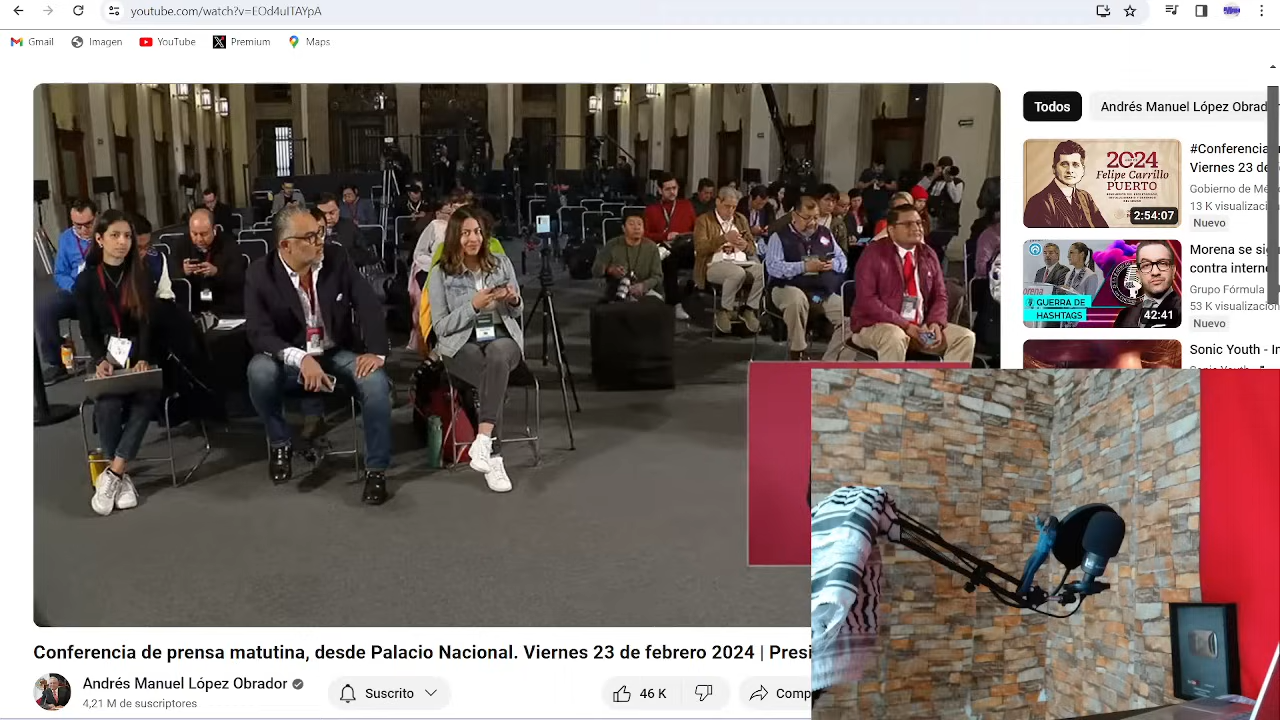 youtube.com/watch?v=EOd4uITAYpA
Gmail
Imagen
YouTube
Premium
Maps
Todos
Andrés Manuel López Obrad
2024
Felipe Carrillo
PUERTO
2:54:07
#Conferencia
Viernes 23 de
Gobierno de Mé
13 K visualizaci
Nuevo
GUERRA DE
HASHTAGS
42:41
Morena se si
contra interne
Grupo Fórmula
53 K visualizacion
Nuevo
Sonic Youth - In
Conferencia de prensa matutina, desde Palacio Nacional. Viernes 23 de febrero 2024 | Presi
Andrés Manuel López Obrador
4,21 M de suscriptores
Suscrito
46 K
Comp